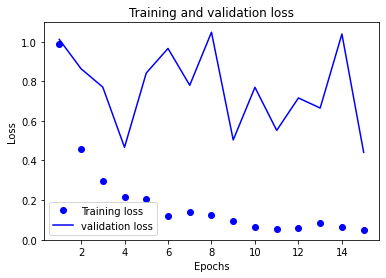 Training and validation loss
Loss
1.0
0.8
0.6
0.4
0.2
0.0
Training loss
validation loss
2 4 6 8 10 12 14
Epochs